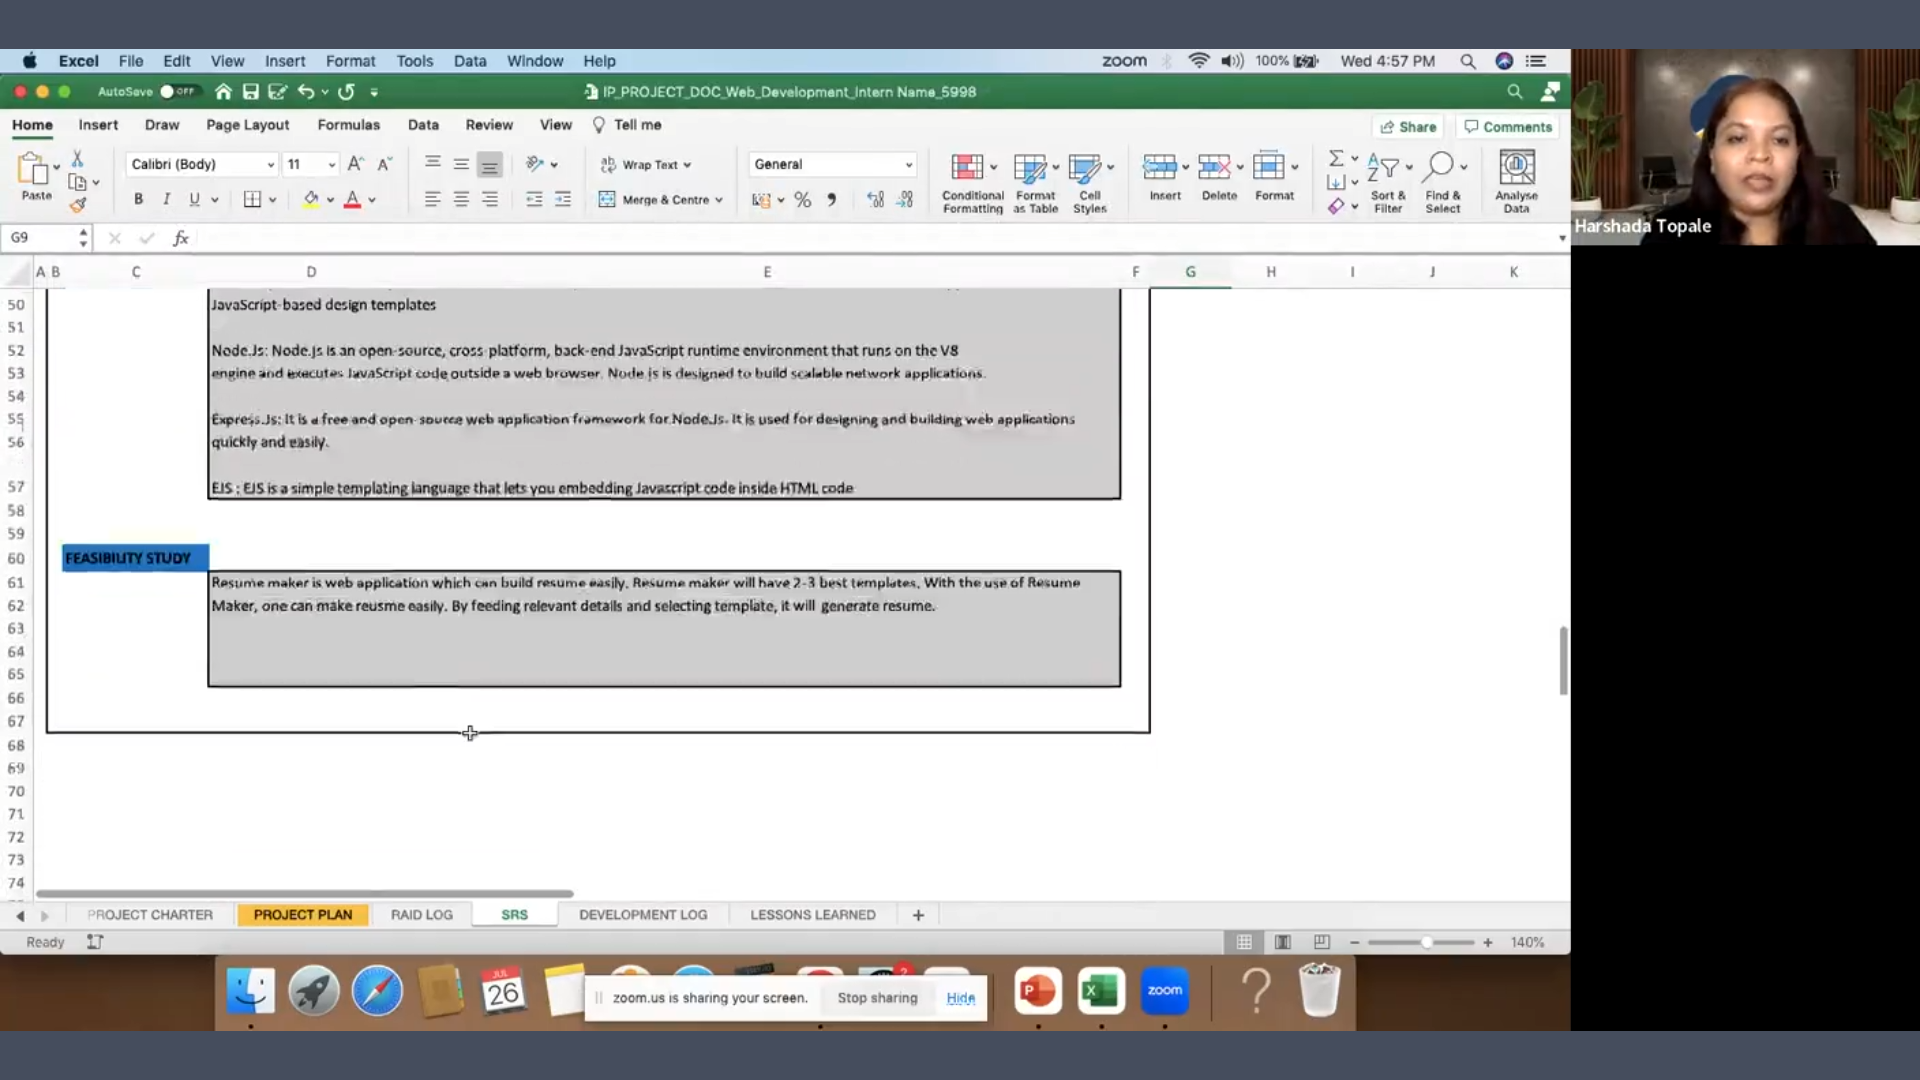 Excel File Edit View Insert Format Tools Data Window Help zoom 100% Wed 4:57 PM
AutoSave OFF IP_PROJECT_DOC_Web_Development_Intern Name_5998
Home Insert Draw Page Layout Formulas Data Review View Tell me Share Comments
Paste Calibri (Body) 11 Wrap Text General
B I U Merge & Centre
Conditional Formatting Format as Table Cell Styles Insert Delete Format Sort & Filter Find & Select Analyse Data
Harshada Topale
G9 fx
A B C D E F G H I J K
50 JavaScript-based design templates
51
52 Node.Js: Node.js is an open-source, cross-platform, back-end JavaScript runtime environment that runs on the V8
53 engine and executes JavaScript code outside a web browser. Node js is designed to build scalable network applications.
54
55 Express.Js: It is a free and open-source web application framework for Node.Js. It is used for designing and building web applications
56 quickly and easily.
57 EJS : EJS is a simple templating language that lets you embedding Javascript code inside HTML code
58
59
60 FEASIBILITY STUDY
61 Resume maker is web application which can build resume easily. Resume maker will have 2-3 best templates. With the use of Resume
62 Maker, one can make reusme easily. By feeding relevant details and selecting template, it will generate resume.
63
64
65
66
67
68
69
70
71
72
73
74
PROJECT CHARTER PROJECT PLAN RAID LOG SRS DEVELOPMENT LOG LESSONS LEARNED +
Ready 140%
JUL
26
zoom.us is sharing your screen. Stop sharing Hide
2
P X zoom